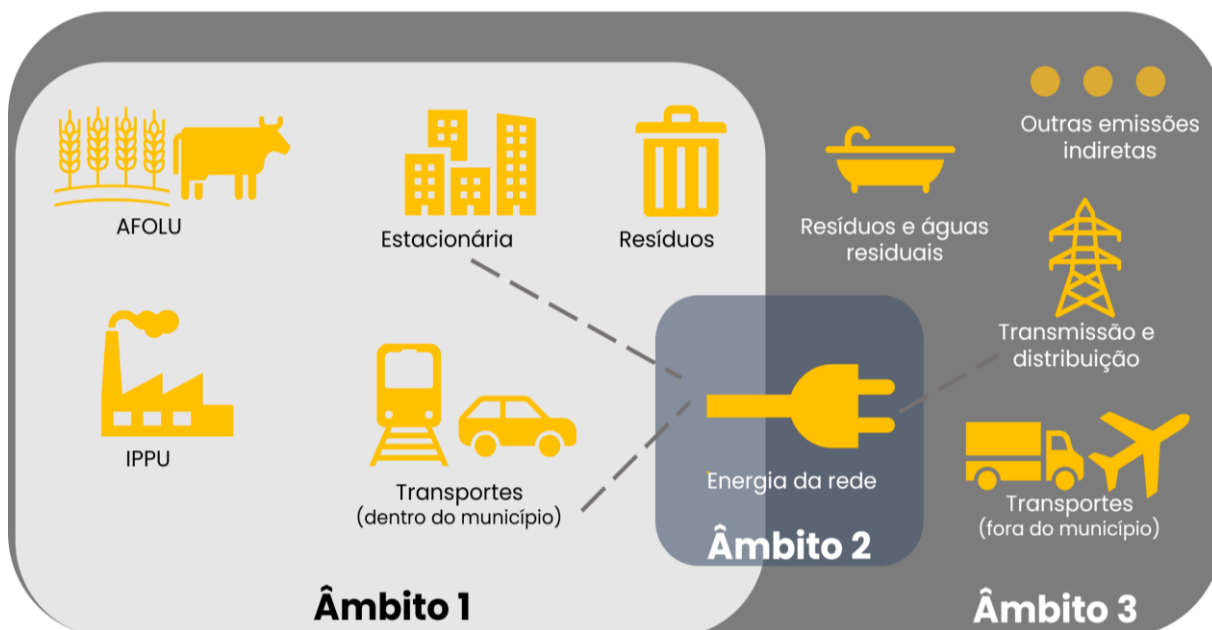 AFOLU
Estacionária
Resíduos
Outras emissões
indiretas
Resíduos e águas
residuais
Transmissão e
distribuição
IPPU
Transportes
(dentro do município)
Energia da rede
Transportes
(fora do município)
Âmbito 1
Âmbito 2
Âmbito 3